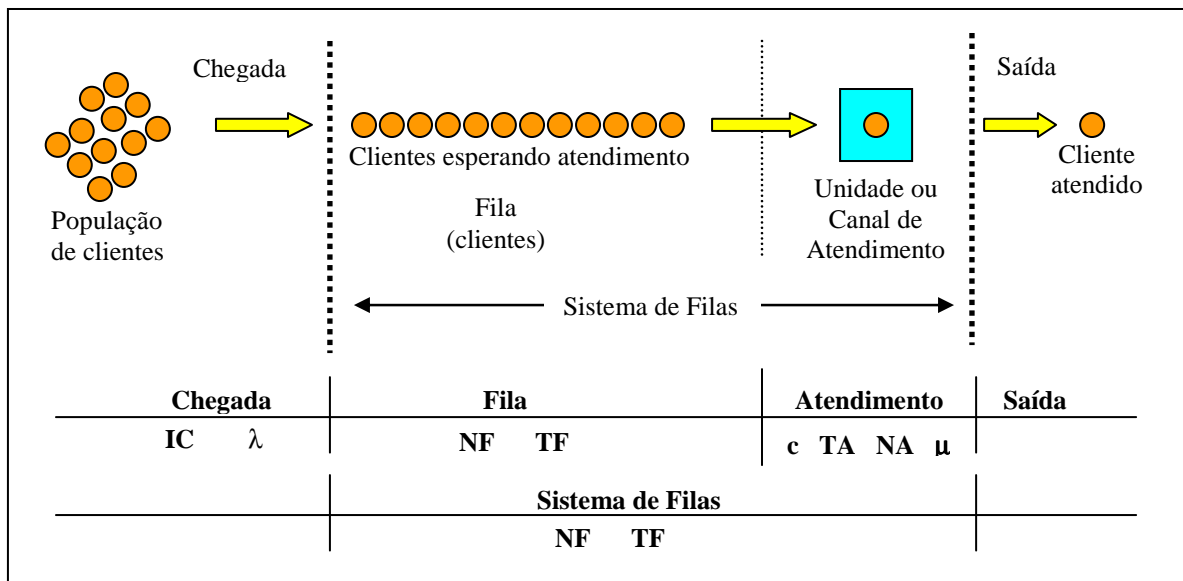 Chegada
Saída
Clientes esperando atendimento
Cliente
atendido
População
de clientes
Fila
(clientes)
Unidade ou
Canal de
Atendimento
Sistema de Filas
Chegada Fila Atendimento Saída
IC λ NF TF c TA NA μ
Sistema de Filas
NF TF